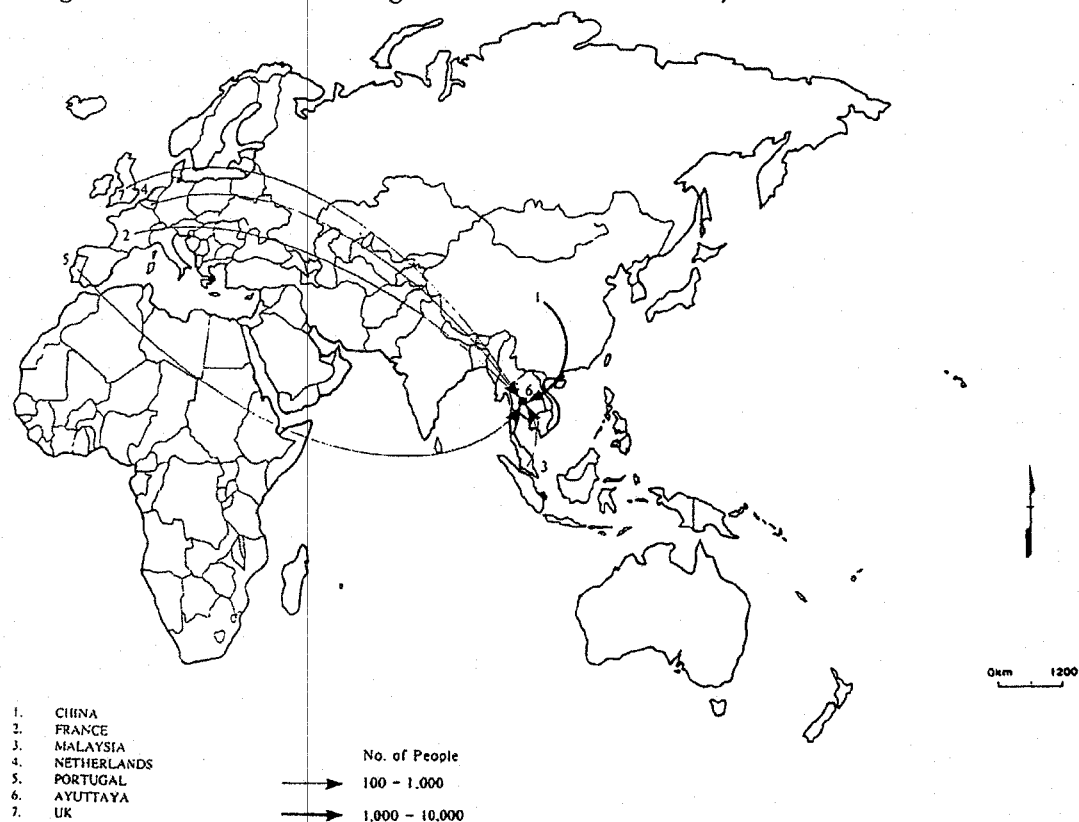 4
7
2
5
1
6
3
0km 1200
1. CHINA
2. FRANCE
3. MALAYSIA
4. NETHERLANDS
5. PORTUGAL
6. AYUTTAYA
7. UK
No. of People
100 - 1,000
1,000 - 10,000